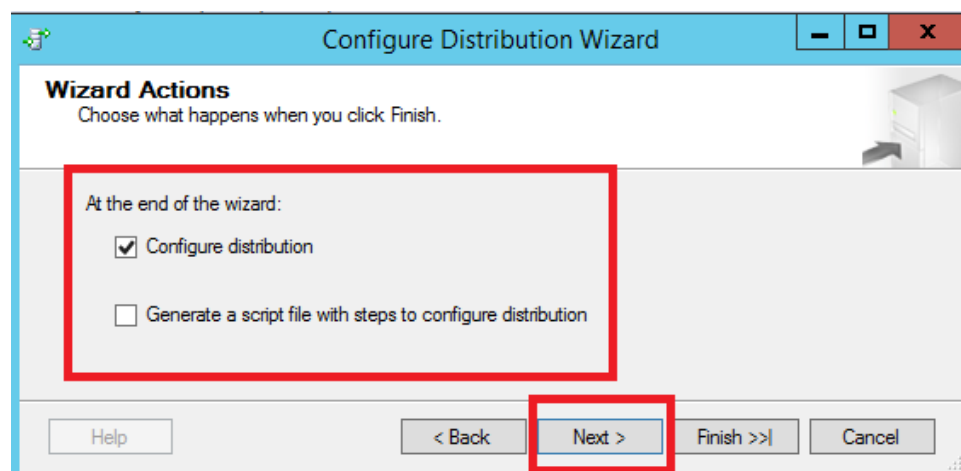 Configure Distribution Wizard
Wizard Actions
Choose what happens when you click Finish.
At the end of the wizard:
Configure distribution
Generate a script file with steps to configure distribution
Help
< Back
Next >
Finish >>|
Cancel